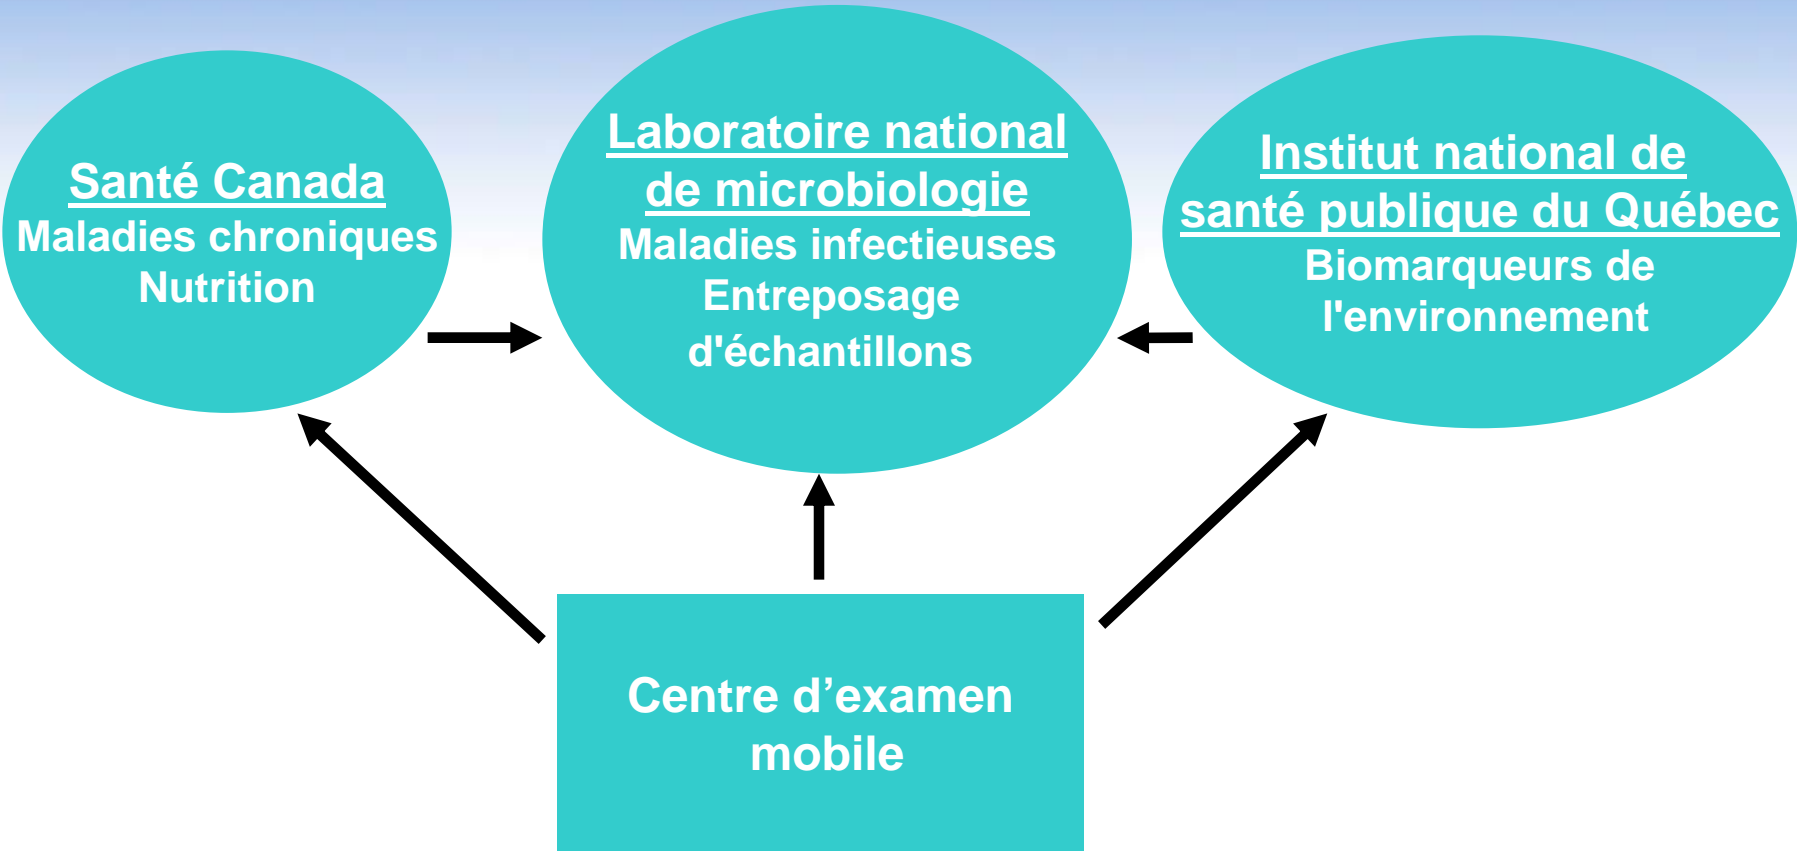 Santé Canada
Maladies chroniques
Nutrition
Laboratoire national
de microbiologie
Maladies infectieuses
Entreposage
d'échantillons
Institut national de
santé publique du Québec
Biomarqueurs de
l'environnement
Centre d’examen
mobile